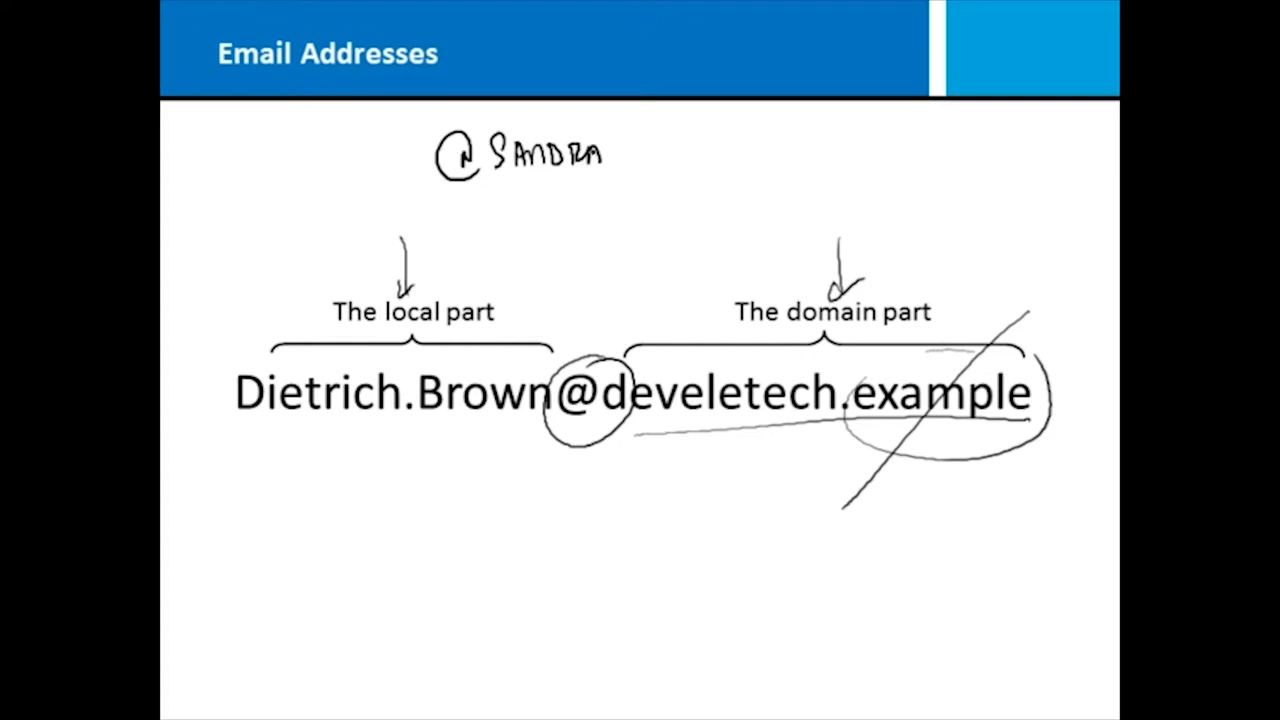 Email Addresses
@SANDRA
The local part The domain part
Dietrich.Brown@develetech.example